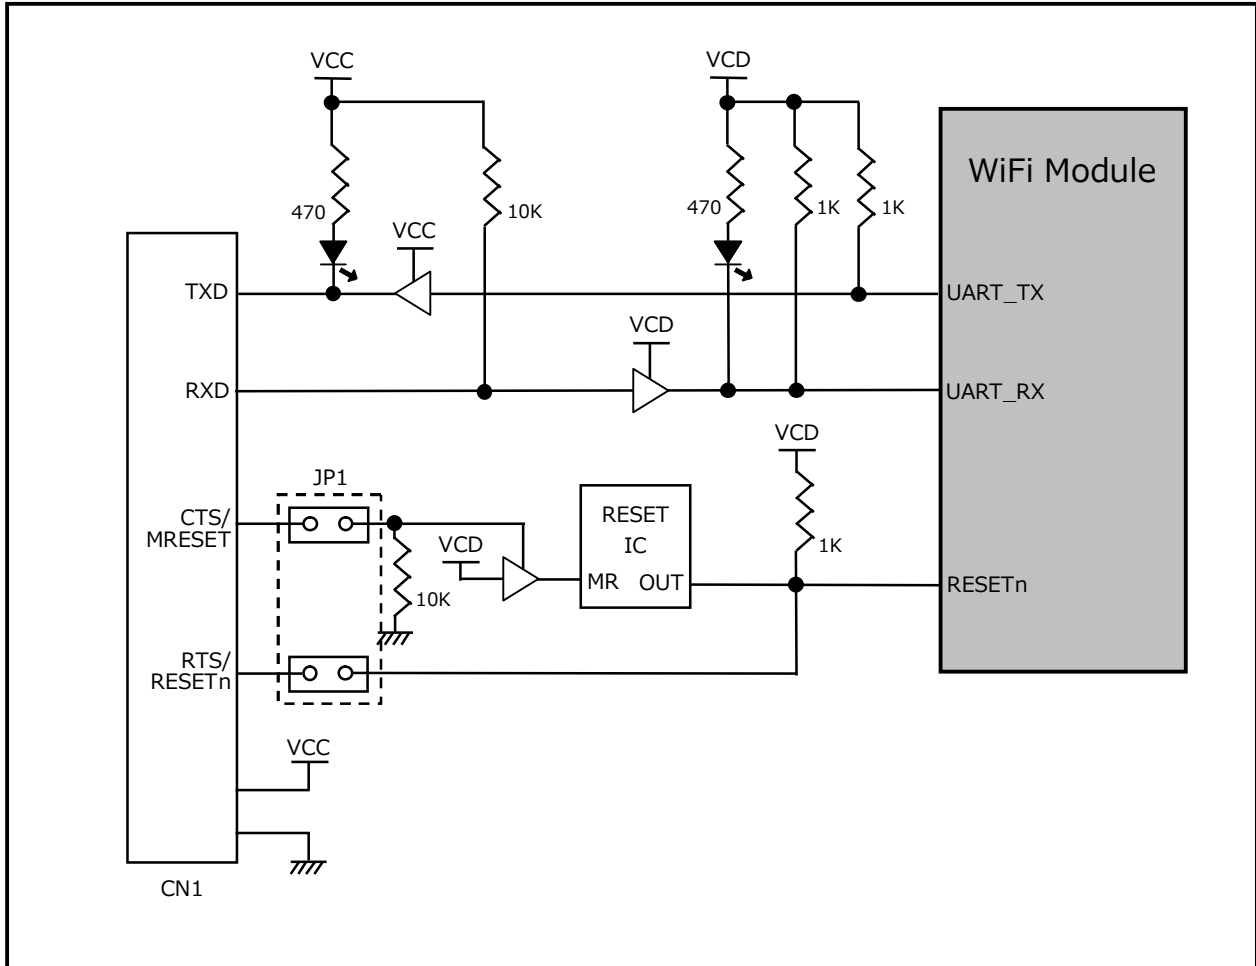 VCC
VCD
WiFi Module
470
10K
470
1K
1K
VCC
TXD
UART_TX
VCD
RXD
UART_RX
VCD
JP1
CTS/
MRESET
RESET
IC
VCD
1K
MR OUT
RESETn
10K
RTS/
RESETn
VCC
CN1